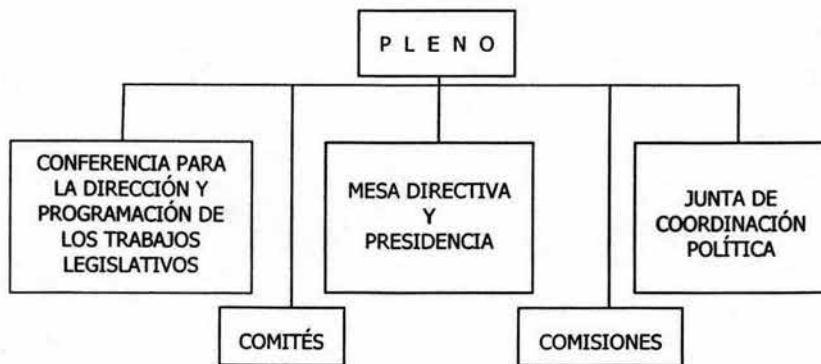 P L E N O
CONFERENCIA PARA
LA DIRECCIÓN Y
PROGRAMACIÓN DE
LOS TRABAJOS
LEGISLATIVOS
MESA DIRECTIVA
Y
PRESIDENCIA
JUNTA DE
COORDINACIÓN
POLÍTICA
COMITÉS
COMISIONES